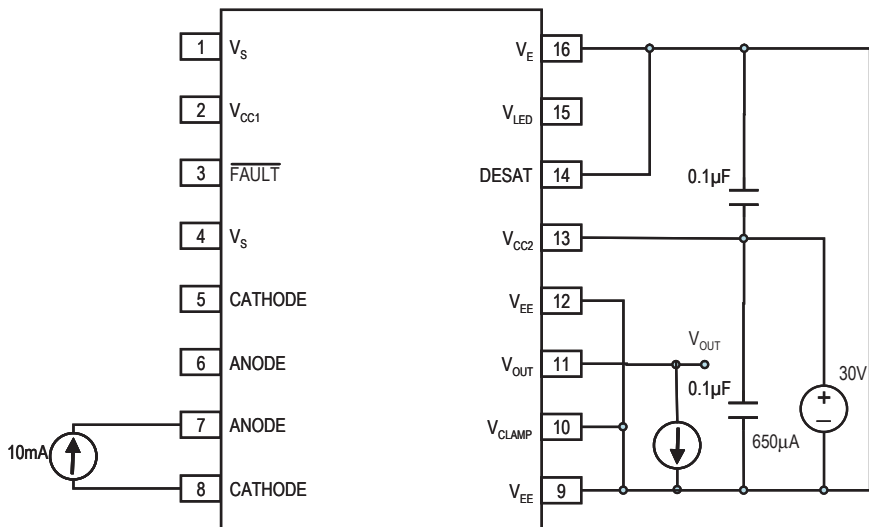 1 V_S
2 V_CC1
3 FAULT
4 V_S
5 CATHODE
6 ANODE
7 ANODE
8 CATHODE
10mA
V_E 16
V_LED 15
DESAT 14
V_CC2 13
V_EE 12
V_OUT 11
V_CLAMP 10
V_EE 9
0.1µF
V_OUT
0.1µF
30V
+
–
650µA